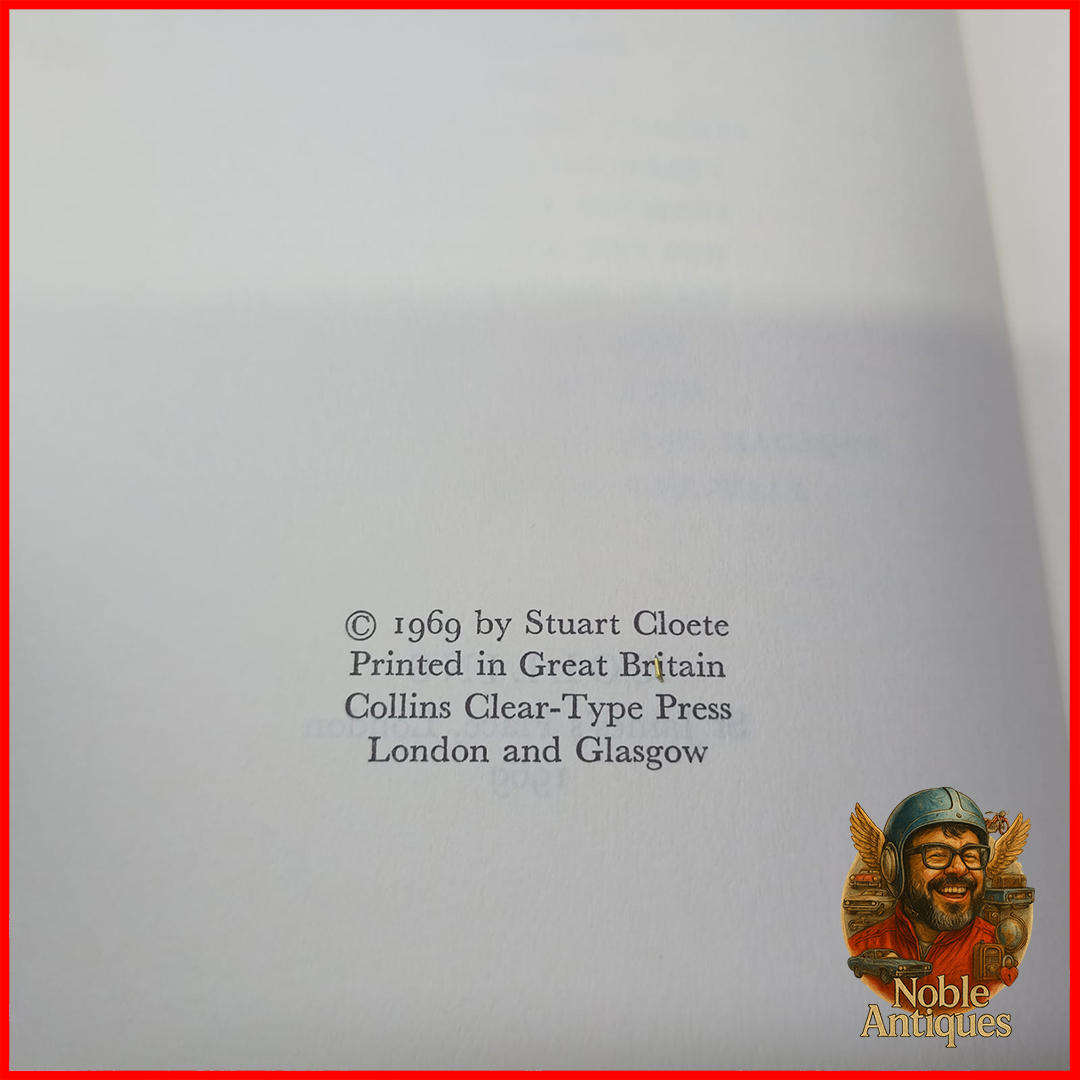 © 1969 by Stuart Cloete
Printed in Great Britain
Collins Clear-Type Press
London and Glasgow
Noble
Antiques